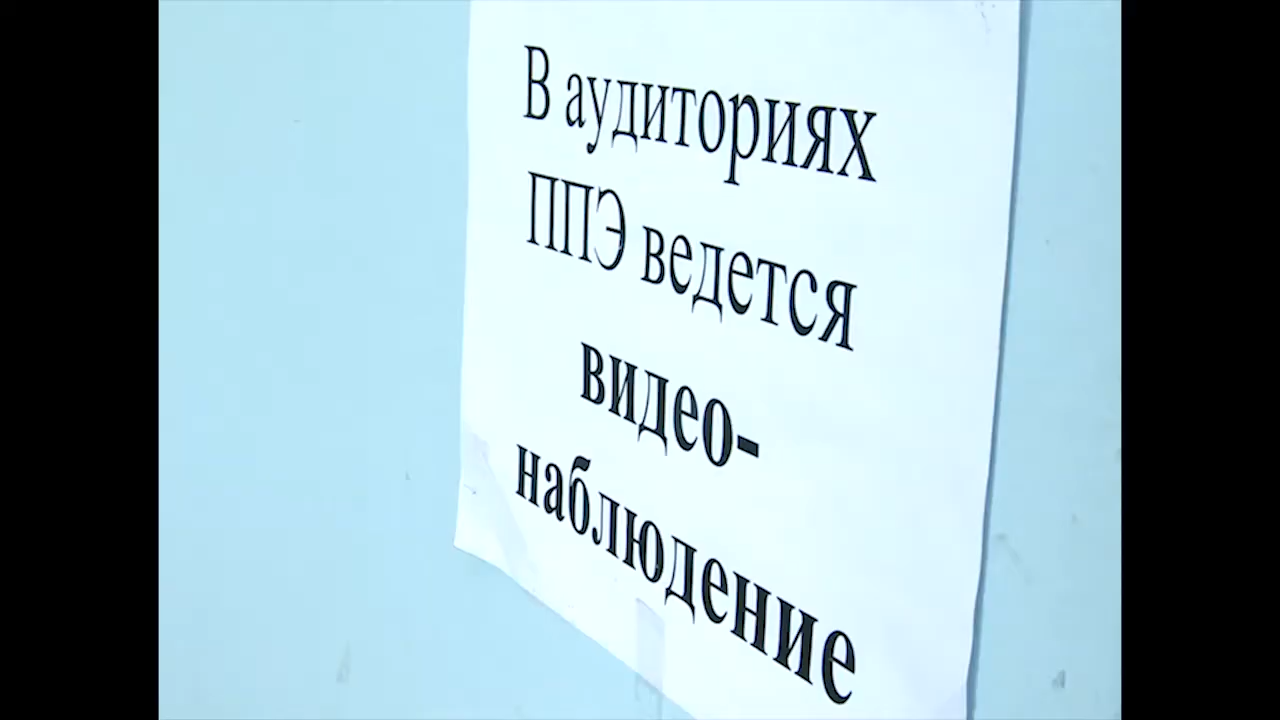 В аудиториях
ППЭ ведется
видео-
наблюдение